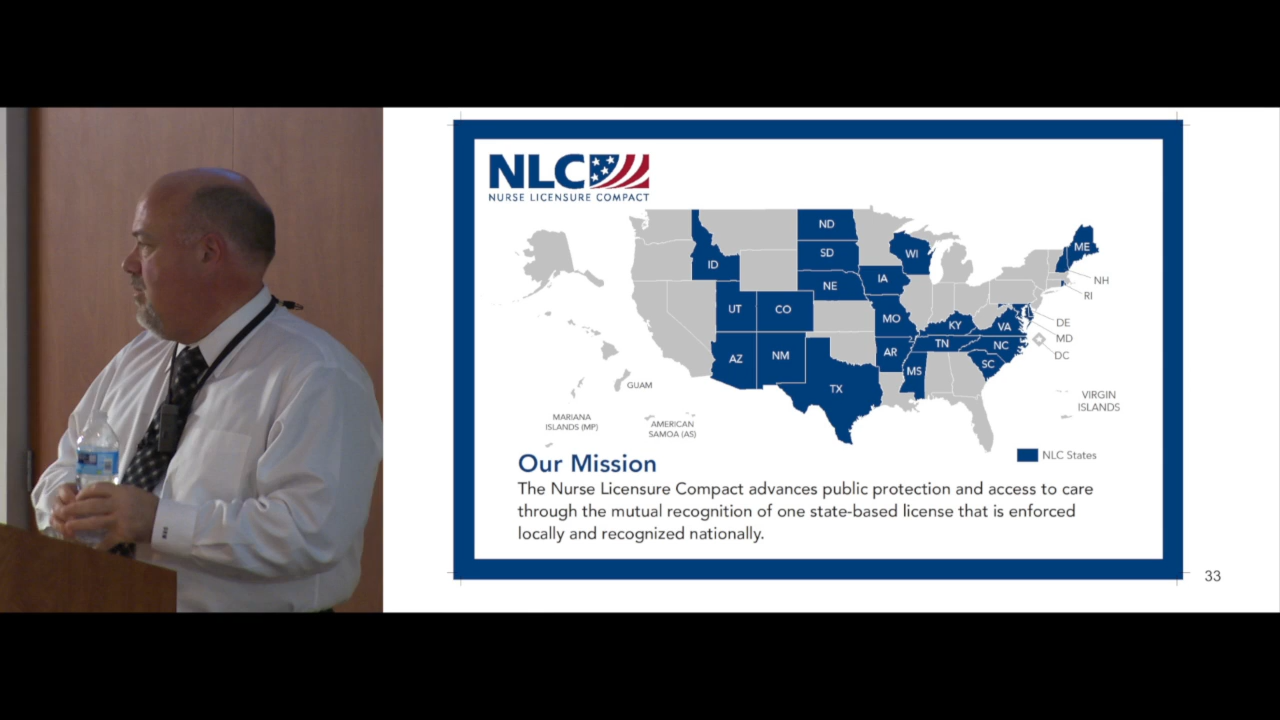 NLC
NURSE LICENSURE COMPACT
ND
ME
ID
SD
WI
NE
IA
NH
RI
UT
CO
MO
KY
VA
DE
MD
DC
AZ
NM
AR
TN
NC
MS
SC
TX
GUAM
VIRGIN
ISLANDS
MARIANA
ISLANDS (MP)
AMERICAN
SAMOA (AS)
NLC States
Our Mission
The Nurse Licensure Compact advances public protection and access to care
through the mutual recognition of one state-based license that is enforced
locally and recognized nationally.
33